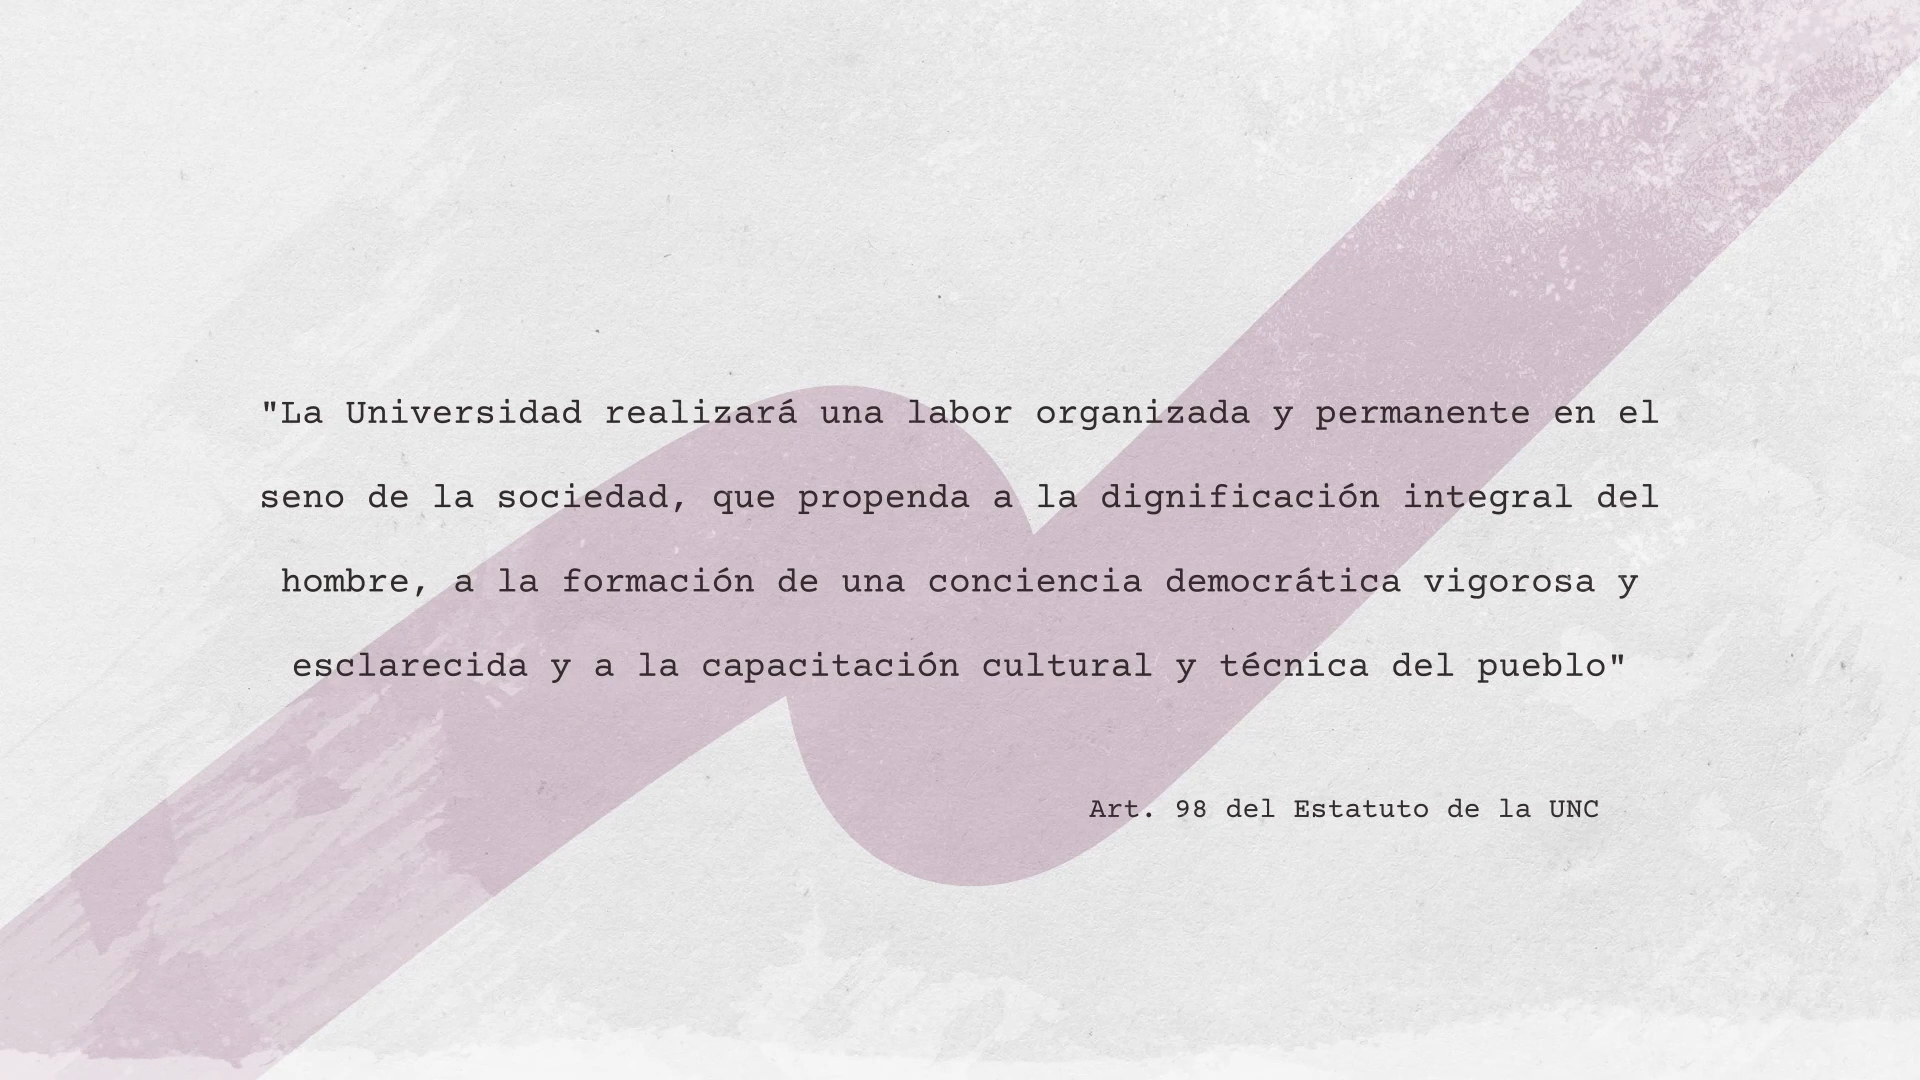 "La Universidad realizará una labor organizada y permanente en el
seno de la sociedad, que propenda a la dignificación integral del
hombre, a la formación de una conciencia democrática vigorosa y
esclarecida y a la capacitación cultural y técnica del pueblo"
Art. 98 del Estatuto de la UNC